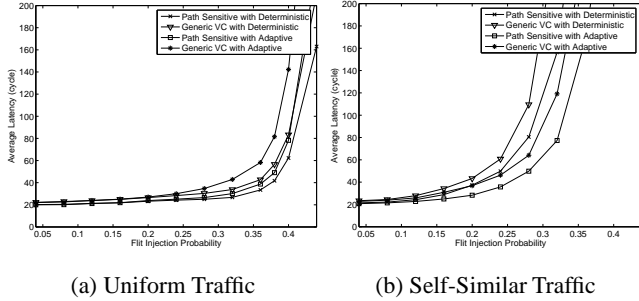 200
180
160
140
120
100
80
60
40
20
0
Average Latency (cycle)
0.05 0.1 0.15 0.2 0.25 0.3 0.35 0.4
Flit Injection Probability
Path Sensitive with Deterministic
Generic VC with Deterministic
Path Sensitive with Adaptive
Generic VC with Adaptive
(a) Uniform Traffic
200
180
160
140
120
100
80
60
40
20
0
Average Latency (cycle)
0.05 0.1 0.15 0.2 0.25 0.3 0.35 0.4
Flit Injection Probability
Path Sensitive with Deterministic
Generic VC with Deterministic
Path Sensitive with Adaptive
Generic VC with Adaptive
(b) Self-Similar Traffic